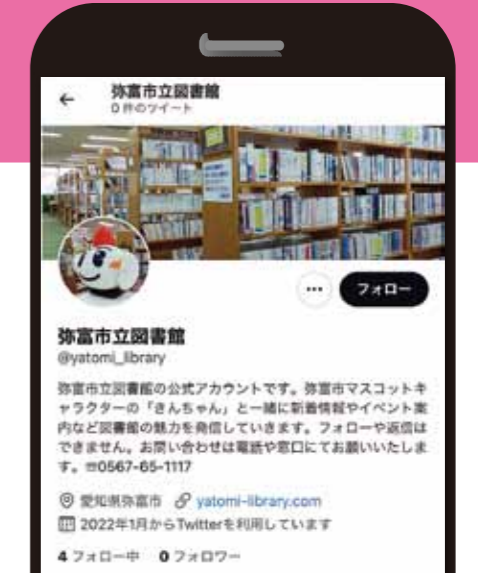 弥富市立図書館
0 件のツイート
フォロー
弥富市立図書館
@yatomi_library
弥富市立図書館の公式アカウントです。弥富市マスコットキ
ャラクターの「きんちゃん」と一緒に新着情報やイベント案
内など図書館の魅力を発信していきます。フォローや返信は
できません。お問い合わせは電話や窓口にてお願いいたしま
す。☎0567-65-1117
愛知県弥富市 yatomi-library.com
2022年1月からTwitterを利用しています
4 フォロー中 0 フォロワー